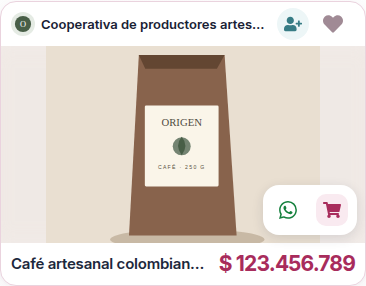 O
Cooperativa de productores artes...
ORIGEN
CAFÉ · 250 G
Café artesanal colombian...
$ 123.456.789